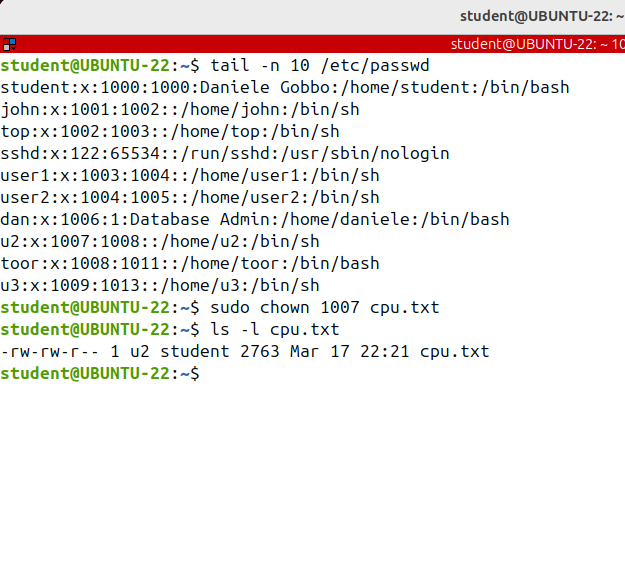 student@UBUNTU-22: ~
student@UBUNTU-22: ~ 10
student@UBUNTU-22:~$ tail -n 10 /etc/passwd
student:x:1000:1000:Daniele Gobbo:/home/student:/bin/bash
john:x:1001:1002::/home/john:/bin/sh
top:x:1002:1003::/home/top:/bin/sh
sshd:x:122:65534::/run/sshd:/usr/sbin/nologin
user1:x:1003:1004::/home/user1:/bin/sh
user2:x:1004:1005::/home/user2:/bin/sh
dan:x:1006:1:Database Admin:/home/daniele:/bin/bash
u2:x:1007:1008::/home/u2:/bin/sh
toor:x:1008:1011::/home/toor:/bin/bash
u3:x:1009:1013::/home/u3:/bin/sh
student@UBUNTU-22:~$ sudo chown 1007 cpu.txt
student@UBUNTU-22:~$ ls -l cpu.txt
-rw-rw-r-- 1 u2 student 2763 Mar 17 22:21 cpu.txt
student@UBUNTU-22:~$